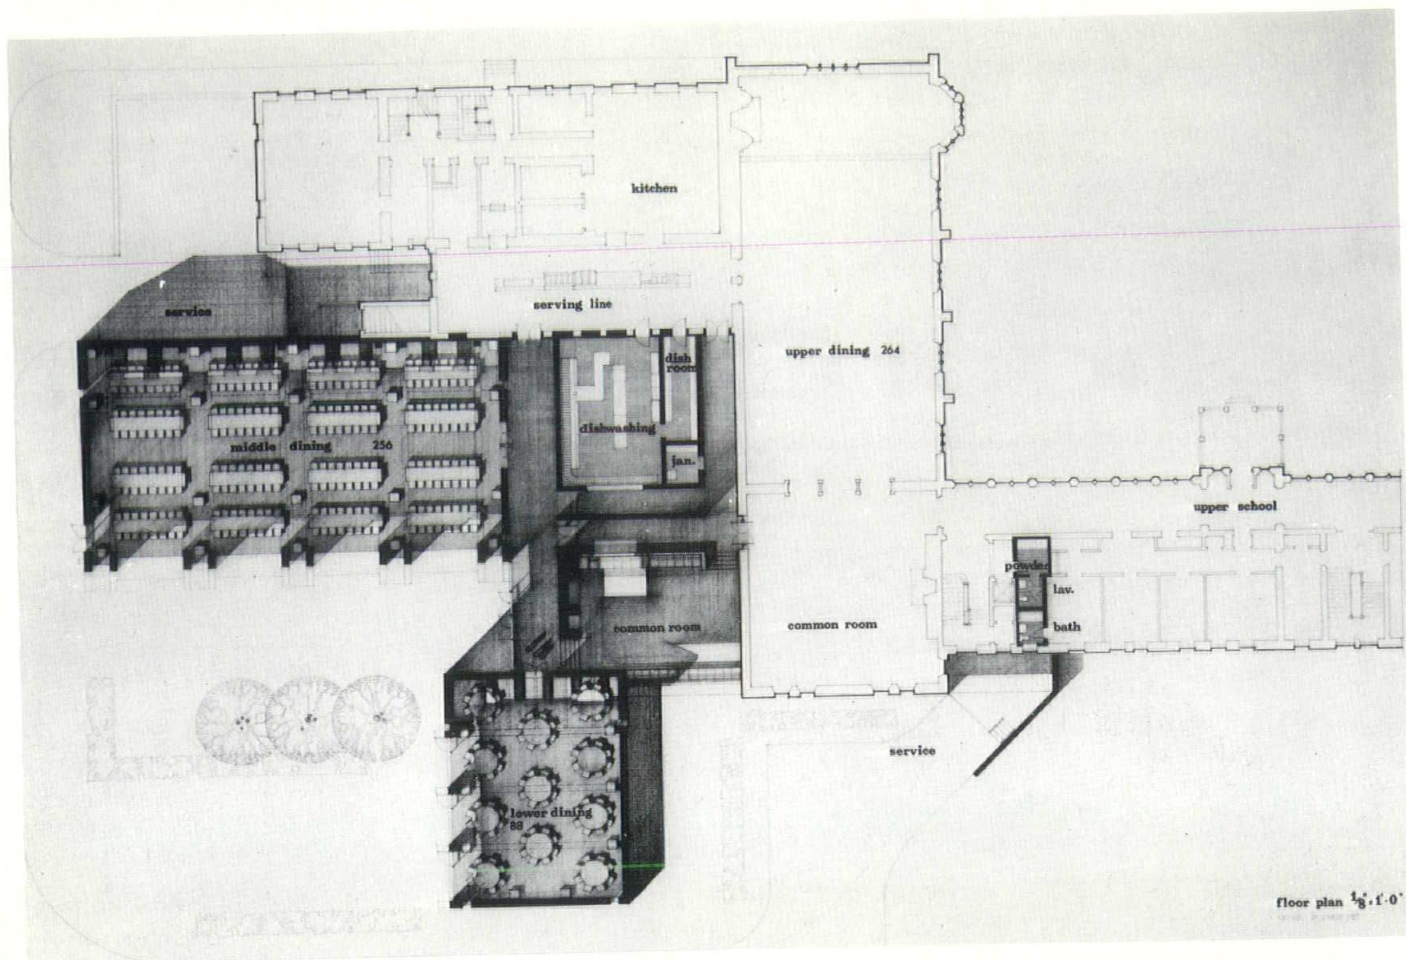 kitchen
service
serving line
upper dining 264
dish
room
dishwashing
middle dining 256
jan.
upper school
powder
lav.
common room
common room
bath
service
lower dining
88
floor plan 1/8"=1'-0"